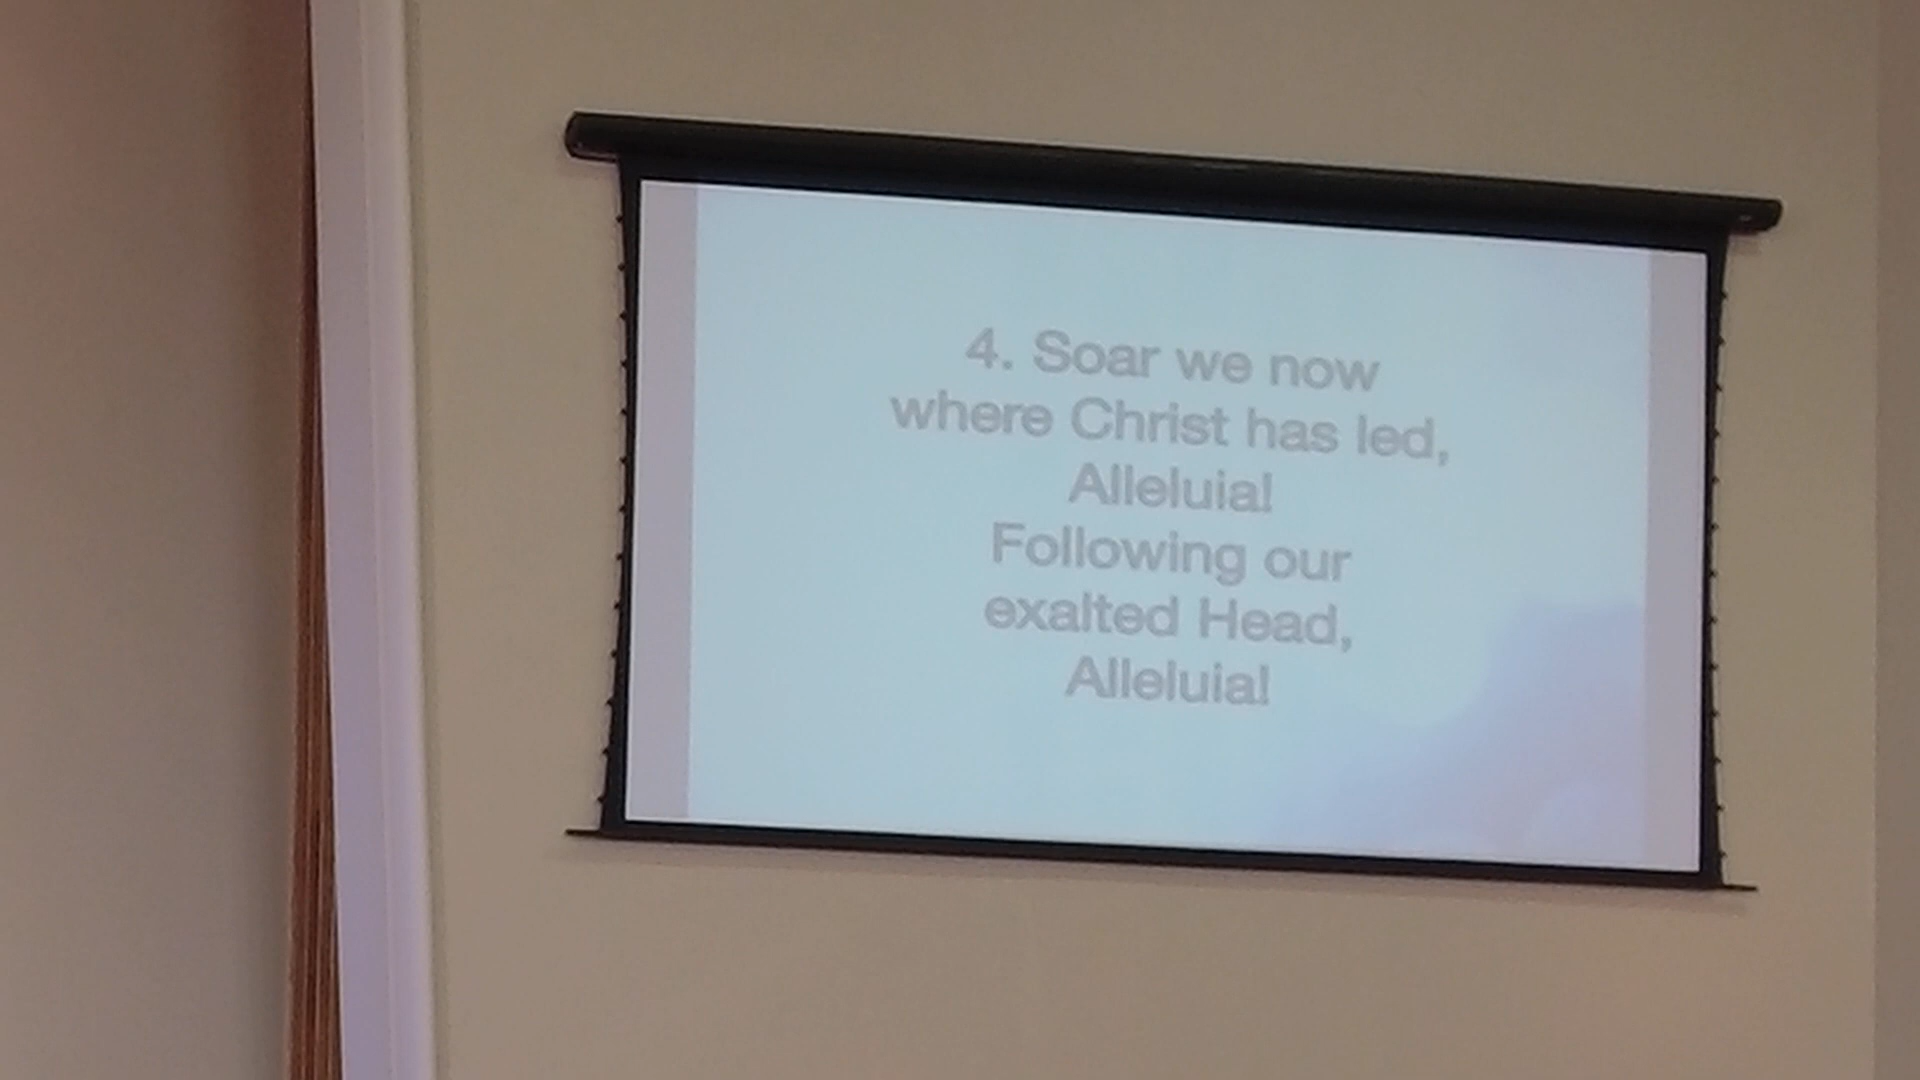 4. Soar we now
where Christ has led,
Alleluia!
Following our
exalted Head,
Alleluia!